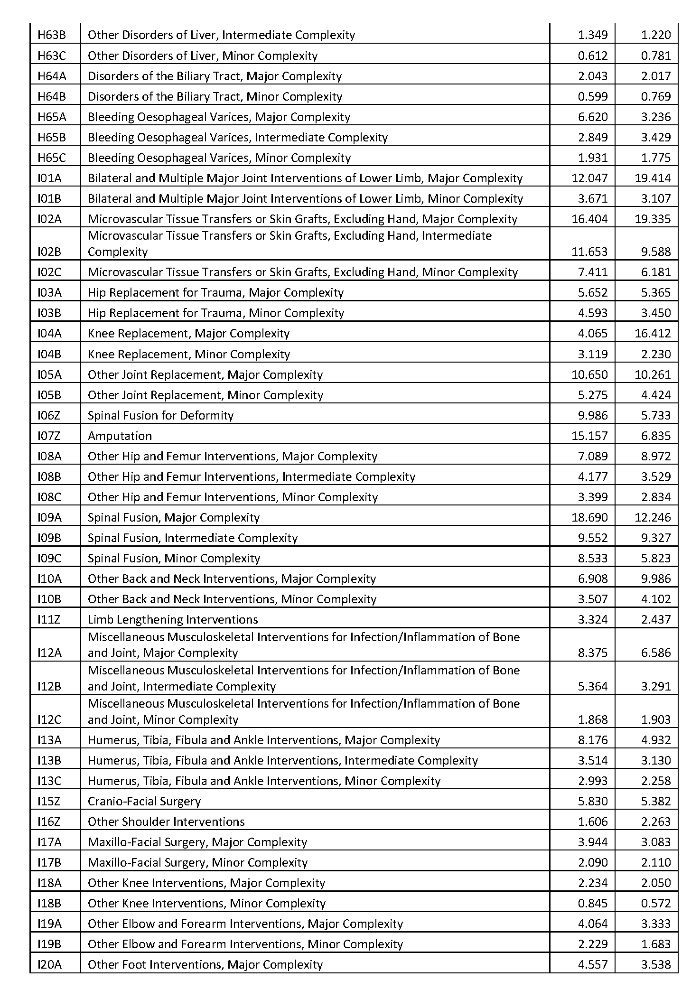 H63B Other Disorders of Liver, Intermediate Complexity 1.349 1.220
H63C Other Disorders of Liver, Minor Complexity 0.612 0.781
H64A Disorders of the Biliary Tract, Major Complexity 2.043 2.017
H64B Disorders of the Biliary Tract, Minor Complexity 0.599 0.769
H65A Bleeding Oesophageal Varices, Major Complexity 6.620 3.236
H65B Bleeding Oesophageal Varices, Intermediate Complexity 2.849 3.429
H65C Bleeding Oesophageal Varices, Minor Complexity 1.931 1.775
I01A Bilateral and Multiple Major Joint Interventions of Lower Limb, Major Complexity 12.047 19.414
I01B Bilateral and Multiple Major Joint Interventions of Lower Limb, Minor Complexity 3.671 3.107
I02A Microvascular Tissue Transfers or Skin Grafts, Excluding Hand, Major Complexity 16.404 19.335
Microvascular Tissue Transfers or Skin Grafts, Excluding Hand, Intermediate
I02B Complexity 11.653 9.588
I02C Microvascular Tissue Transfers or Skin Grafts, Excluding Hand, Minor Complexity 7.411 6.181
I03A Hip Replacement for Trauma, Major Complexity 5.652 5.365
I03B Hip Replacement for Trauma, Minor Complexity 4.593 3.450
I04A Knee Replacement, Major Complexity 4.065 16.412
I04B Knee Replacement, Minor Complexity 3.119 2.230
I05A Other Joint Replacement, Major Complexity 10.650 10.261
I05B Other Joint Replacement, Minor Complexity 5.275 4.424
I06Z Spinal Fusion for Deformity 9.986 5.733
I07Z Amputation 15.157 6.835
I08A Other Hip and Femur Interventions, Major Complexity 7.089 8.972
I08B Other Hip and Femur Interventions, Intermediate Complexity 4.177 3.529
I08C Other Hip and Femur Interventions, Minor Complexity 3.399 2.834
I09A Spinal Fusion, Major Complexity 18.690 12.246
I09B Spinal Fusion, Intermediate Complexity 9.552 9.327
I09C Spinal Fusion, Minor Complexity 8.533 5.823
I10A Other Back and Neck Interventions, Major Complexity 6.908 9.986
I10B Other Back and Neck Interventions, Minor Complexity 3.507 4.102
I11Z Limb Lengthening Interventions 3.324 2.437
Miscellaneous Musculoskeletal Interventions for Infection/Inflammation of Bone
I12A and Joint, Major Complexity 8.375 6.586
Miscellaneous Musculoskeletal Interventions for Infection/Inflammation of Bone
I12B and Joint, Intermediate Complexity 5.364 3.291
Miscellaneous Musculoskeletal Interventions for Infection/Inflammation of Bone
I12C and Joint, Minor Complexity 1.868 1.903
I13A Humerus, Tibia, Fibula and Ankle Interventions, Major Complexity 8.176 4.932
I13B Humerus, Tibia, Fibula and Ankle Interventions, Intermediate Complexity 3.514 3.130
I13C Humerus, Tibia, Fibula and Ankle Interventions, Minor Complexity 2.993 2.258
I15Z Cranio-Facial Surgery 5.830 5.382
I16Z Other Shoulder Interventions 1.606 2.263
I17A Maxillo-Facial Surgery, Major Complexity 3.944 3.083
I17B Maxillo-Facial Surgery, Minor Complexity 2.090 2.110
I18A Other Knee Interventions, Major Complexity 2.234 2.050
I18B Other Knee Interventions, Minor Complexity 0.845 0.572
I19A Other Elbow and Forearm Interventions, Major Complexity 4.064 3.333
I19B Other Elbow and Forearm Interventions, Minor Complexity 2.229 1.683
I20A Other Foot Interventions, Major Complexity 4.557 3.538